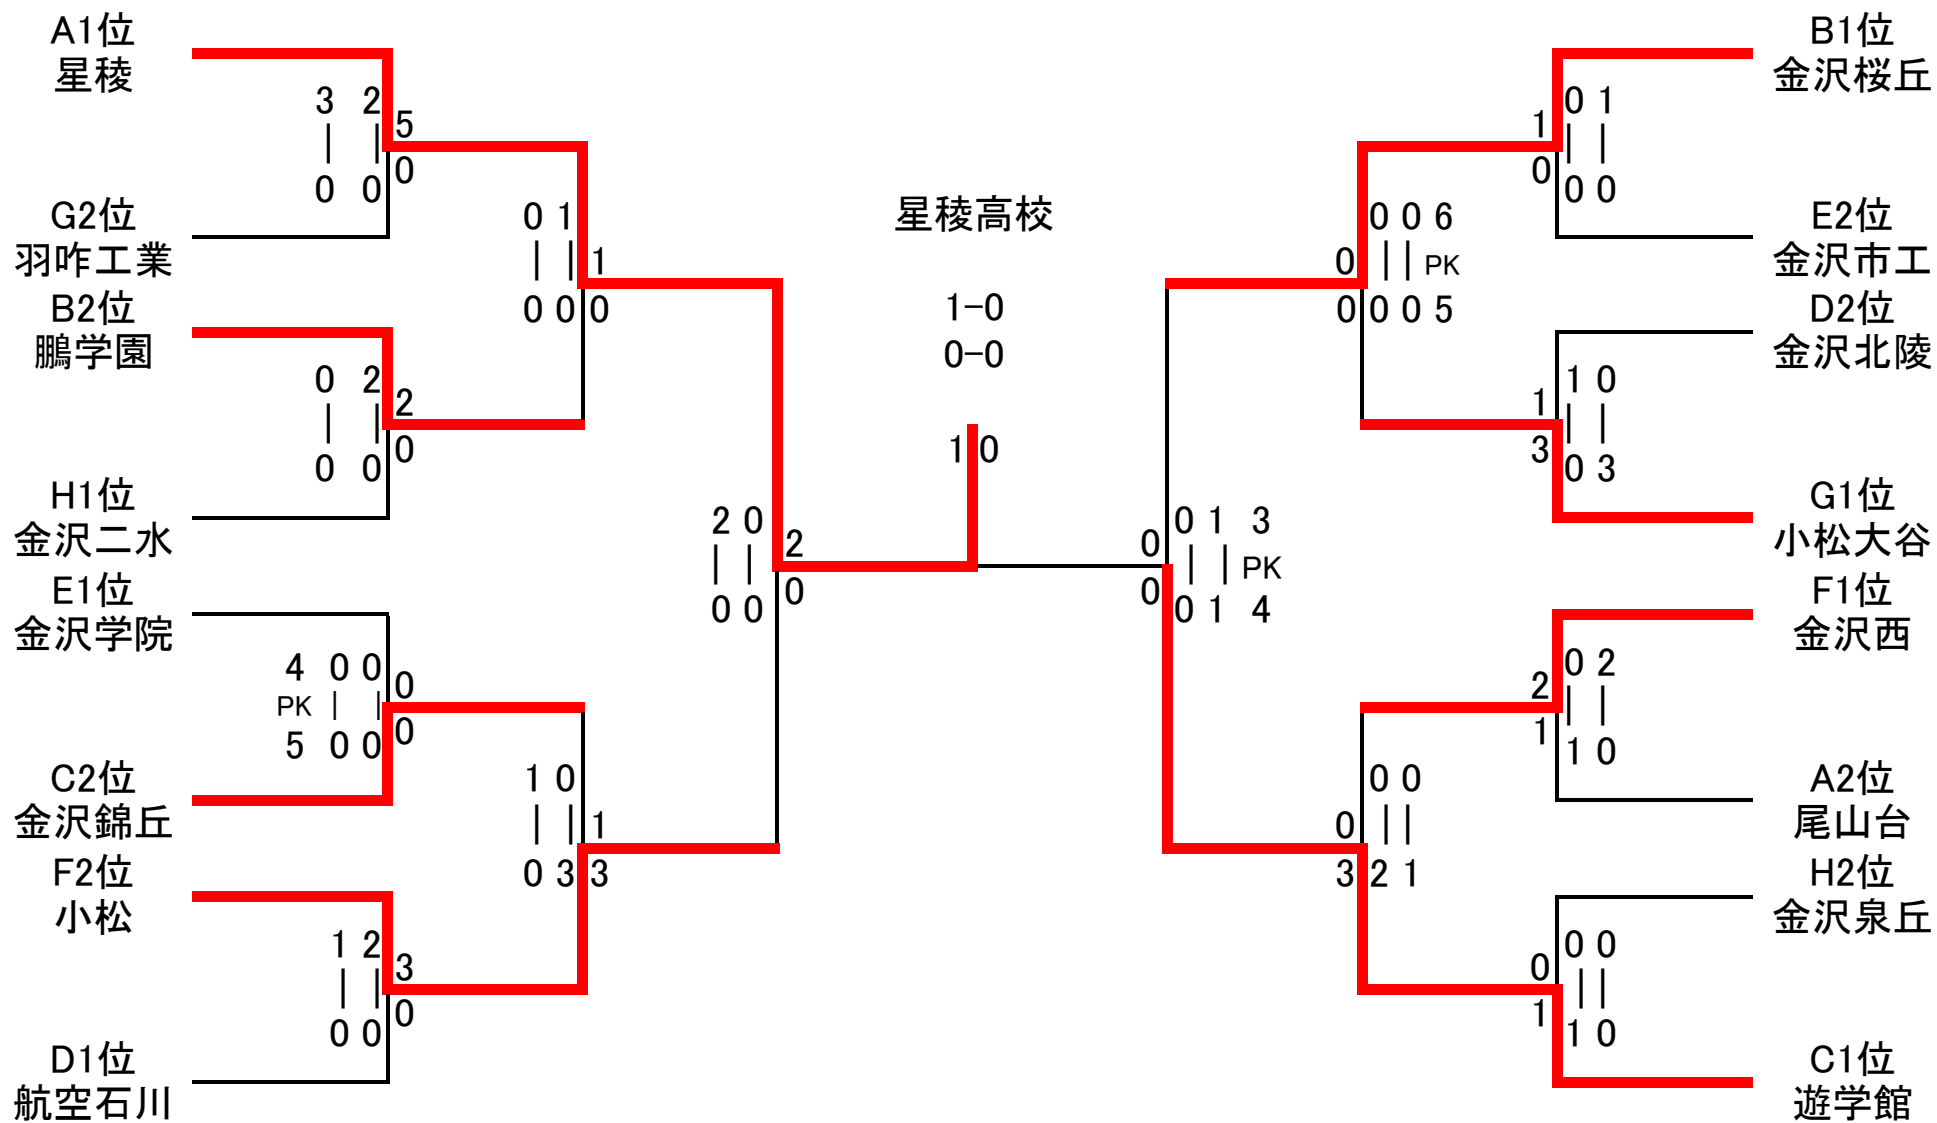 A1位
星稜
3 2
5
| |
0
0 0
G2位
羽咋工業
B2位
鵬学園
0 2
2
| |
0
0 0
H1位
金沢二水
E1位
金沢学院
4 0 0
0
PK | |
0
5 0 0
C2位
金沢錦丘
F2位
小松
1 2
3
| |
0
0 0
D1位
航空石川
0 1
1
| |
0 0 0
1 0
1
| |
0 3 3
2 0
2
| |
0
0 0
星稜高校
1-0
0-0
1 0
0 1 3
0
| | PK
0
0 1 4
0 0 6
0
| | PK
0 0 0 5
0 0
0
| |
3 2 1
B1位
金沢桜丘
0 1
1
| |
0
0 0
E2位
金沢市工
D2位
金沢北陵
1 0
1
| |
3
0 3
G1位
小松大谷
F1位
金沢西
0 2
2
| |
1
1 0
A2位
尾山台
H2位
金沢泉丘
0 0
0
| |
1
1 0
C1位
遊学館